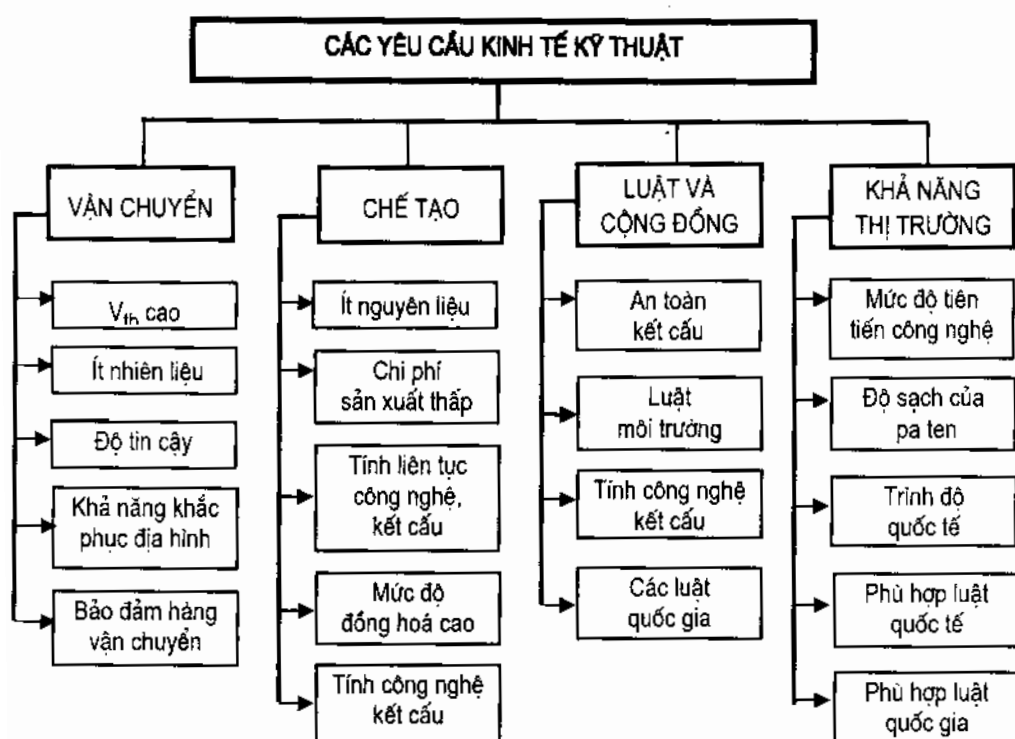 CÁC YÊU CẦU KINH TẾ KỸ THUẬT
VẬN CHUYỂN
V_th cao
Ít nhiên liệu
Độ tin cậy
Khả năng khắc
phục địa hình
Bảo đảm hàng
vận chuyển
CHẾ TẠO
Ít nguyên liệu
Chi phí
sản xuất thấp
Tính liên tục
công nghệ,
kết cấu
Mức độ
đồng hoá cao
Tính công nghệ
kết cấu
LUẬT VÀ
CỘNG ĐỒNG
An toàn
kết cấu
Luật
môi trường
Tính công nghệ
kết cấu
Các luật
quốc gia
KHẢ NĂNG
THỊ TRƯỜNG
Mức độ tiên
tiến công nghệ
Độ sạch của
pa ten
Trình độ
quốc tế
Phù hợp luật
quốc tế
Phù hợp luật
quốc gia